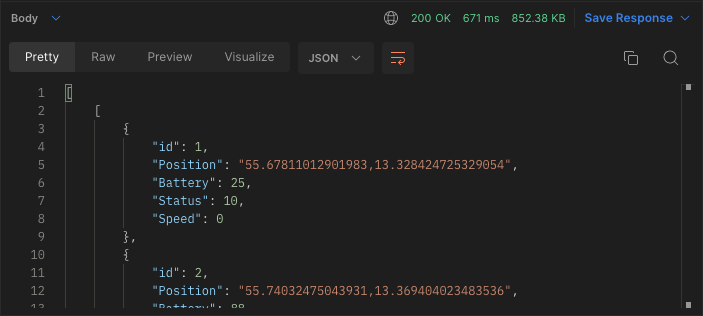 Body 200 OK 671 ms 852.38 KB Save Response
Pretty Raw Preview Visualize JSON
1 [
2 [
3 {
4 "id": 1,
5 "Position": "55.67811012901983,13.328424725329054",
6 "Battery": 25,
7 "Status": 10,
8 "Speed": 0
9 },
10 {
11 "id": 2,
12 "Position": "55.74032475043931,13.369404023483536",
"Battery": 88